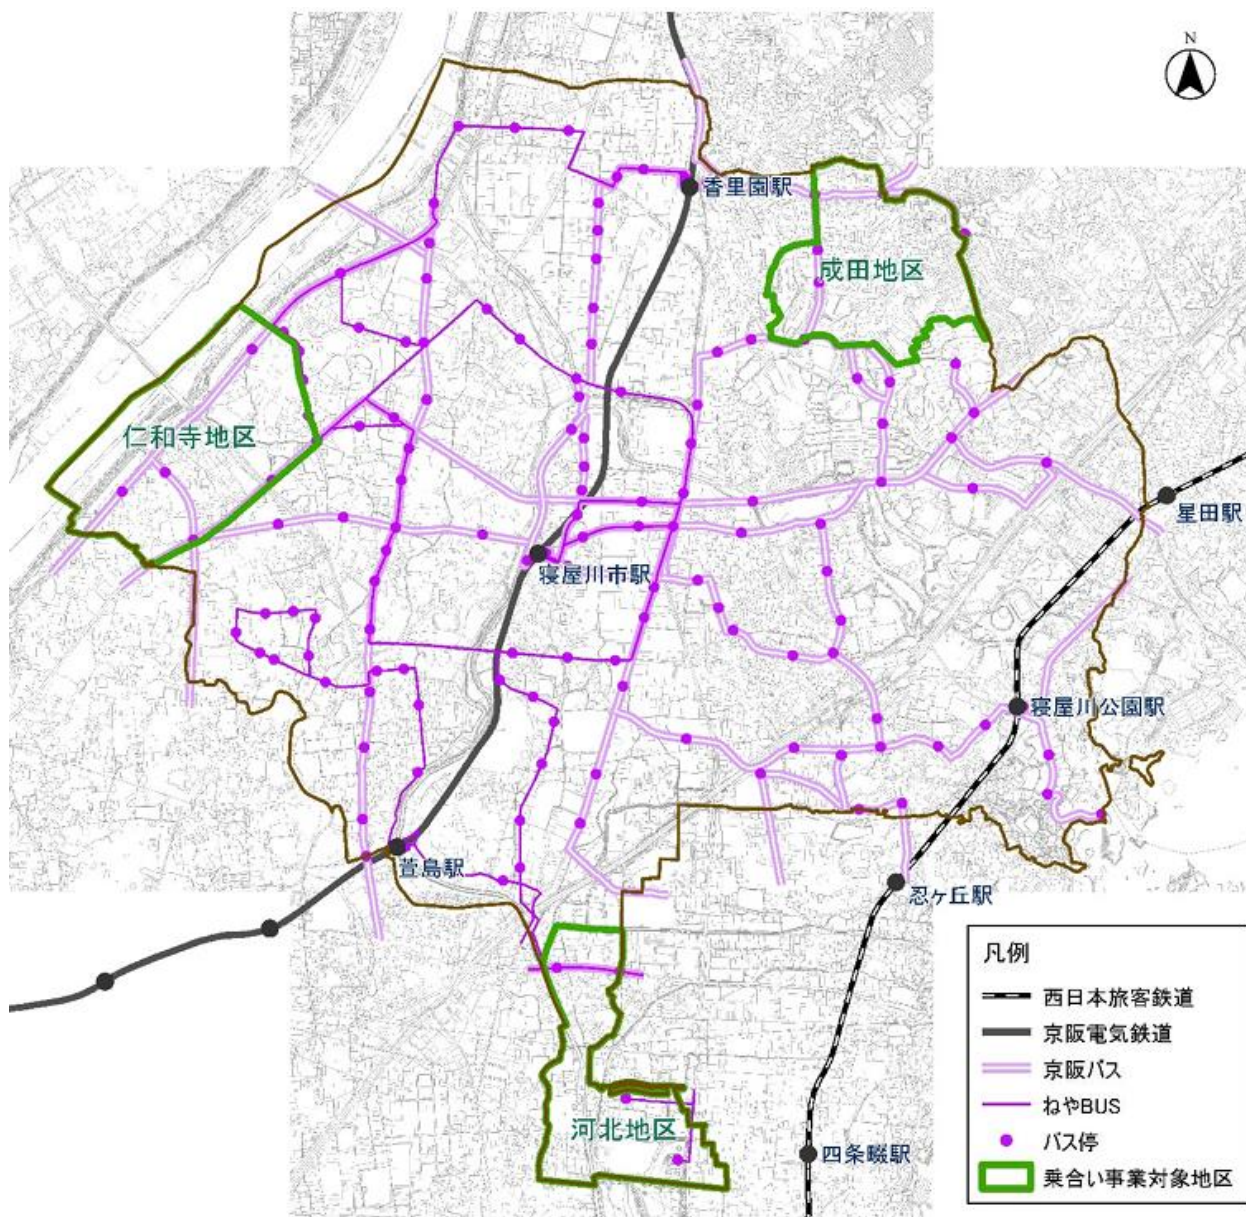 N
香里園駅
成田地区
仁和寺地区
星田駅
寝屋川市駅
寝屋川公園駅
萱島駅
忍ヶ丘駅
河北地区
四条畷駅
凡例
西日本旅客鉄道
京阪電気鉄道
京阪バス
ねやBUS
バス停
乗合い事業対象地区